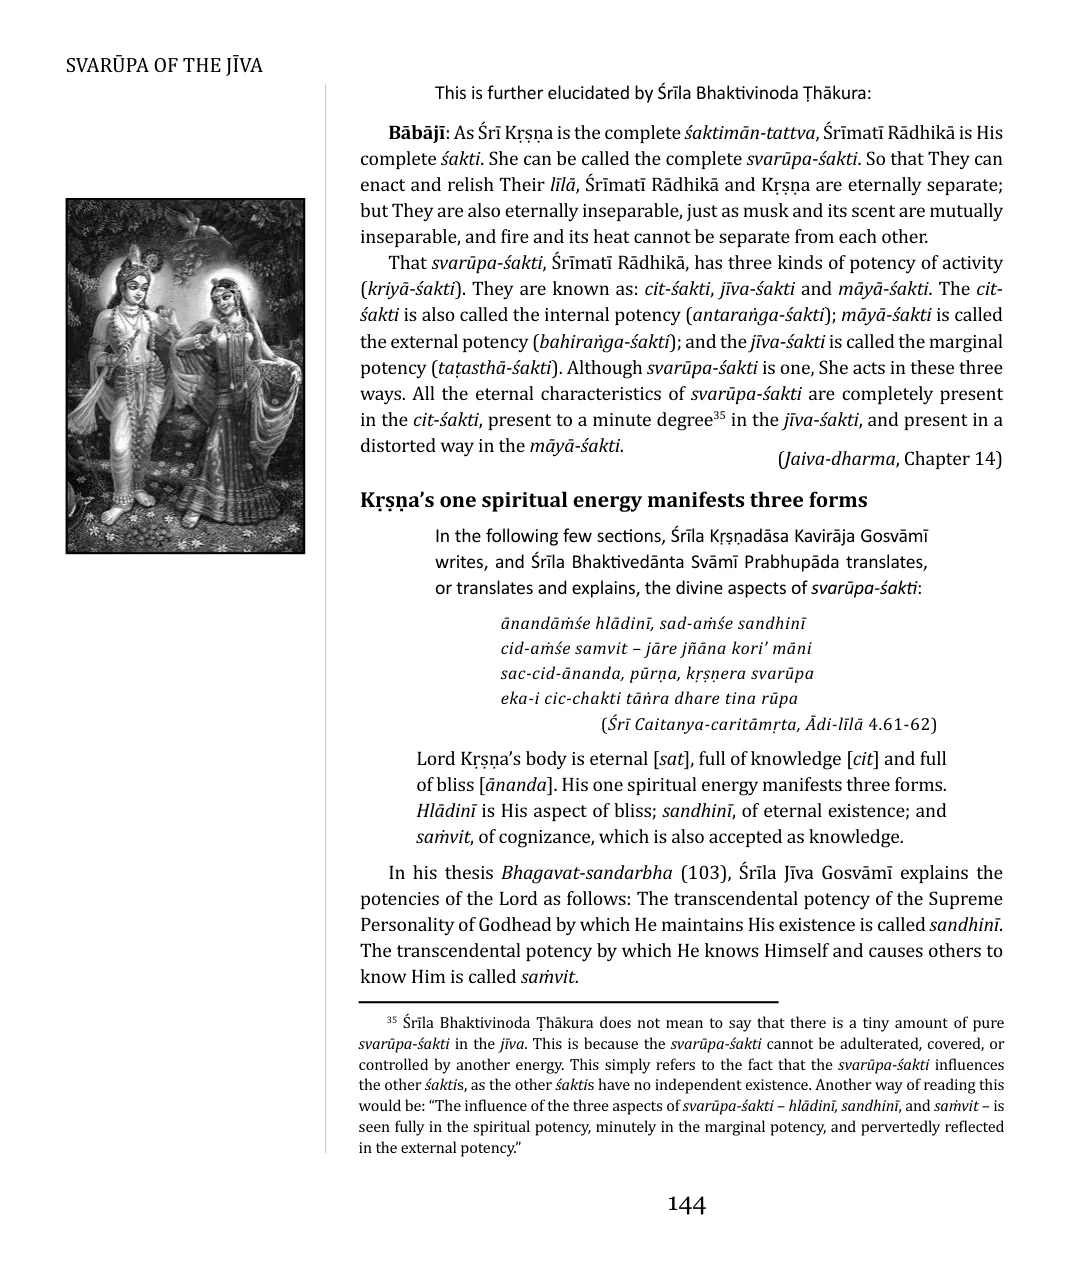 SVARŪPA OF THE JĪVA
This is further elucidated by Śrīla Bhaktivinoda Ṭhākura:
Bābājī: As Śrī Kṛṣṇa is the complete śaktimān-tattva, Śrīmatī Rādhikā is His
complete śakti. She can be called the complete svarūpa-śakti. So that They can
enact and relish Their līlā, Śrīmatī Rādhikā and Kṛṣṇa are eternally separate;
but They are also eternally inseparable, just as musk and its scent are mutually
inseparable, and fire and its heat cannot be separate from each other.
That svarūpa-śakti, Śrīmatī Rādhikā, has three kinds of potency of activity
(kriyā-śakti). They are known as: cit-śakti, jīva-śakti and māyā-śakti. The cit-
śakti is also called the internal potency (antaraṅga-śakti); māyā-śakti is called
the external potency (bahiraṅga-śakti); and the jīva-śakti is called the marginal
potency (taṭasthā-śakti). Although svarūpa-śakti is one, She acts in these three
ways. All the eternal characteristics of svarūpa-śakti are completely present
in the cit-śakti, present to a minute degree³⁵ in the jīva-śakti, and present in a
distorted way in the māyā-śakti.
(Jaiva-dharma, Chapter 14)
Kṛṣṇa’s one spiritual energy manifests three forms
In the following few sections, Śrīla Kṛṣṇadāsa Kavirāja Gosvāmī
writes, and Śrīla Bhaktivedānta Svāmī Prabhupāda translates,
or translates and explains, the divine aspects of svarūpa-śakti:
ānandāṁśe hlādinī, sad-aṁśe sandhinī
cid-aṁśe samvit – jāre jñāna kori’ māni
sac-cid-ānanda, pūrṇa, kṛṣṇera svarūpa
eka-i cic-chakti tāṅra dhare tina rūpa
(Śrī Caitanya-caritāmṛta, Ādi-līlā 4.61-62)
Lord Kṛṣṇa’s body is eternal [sat], full of knowledge [cit] and full
of bliss [ānanda]. His one spiritual energy manifests three forms.
Hlādinī is His aspect of bliss; sandhinī, of eternal existence; and
saṁvit, of cognizance, which is also accepted as knowledge.
In his thesis Bhagavat-sandarbha (103), Śrīla Jīva Gosvāmī explains the
potencies of the Lord as follows: The transcendental potency of the Supreme
Personality of Godhead by which He maintains His existence is called sandhinī.
The transcendental potency by which He knows Himself and causes others to
know Him is called saṁvit.
³⁵ Śrīla Bhaktivinoda Ṭhākura does not mean to say that there is a tiny amount of pure
svarūpa-śakti in the jīva. This is because the svarūpa-śakti cannot be adulterated, covered, or
controlled by another energy. This simply refers to the fact that the svarūpa-śakti influences
the other śaktis, as the other śaktis have no independent existence. Another way of reading this
would be: “The influence of the three aspects of svarūpa-śakti – hlādinī, sandhinī, and saṁvit – is
seen fully in the spiritual potency, minutely in the marginal potency, and pervertedly reflected
in the external potency.”
144